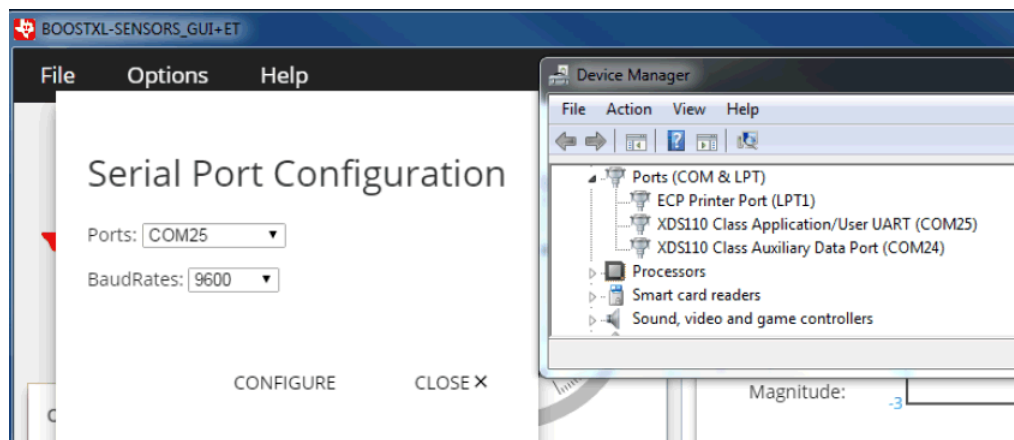 BOOSTXL-SENSORS_GUI+ET
File Options Help
Serial Port Configuration
Ports: COM25
BaudRates: 9600
CONFIGURE CLOSE ×
Device Manager
File Action View Help
Ports (COM & LPT)
ECP Printer Port (LPT1)
XDS110 Class Application/User UART (COM25)
XDS110 Class Auxiliary Data Port (COM24)
Processors
Smart card readers
Sound, video and game controllers
Magnitude:
-3